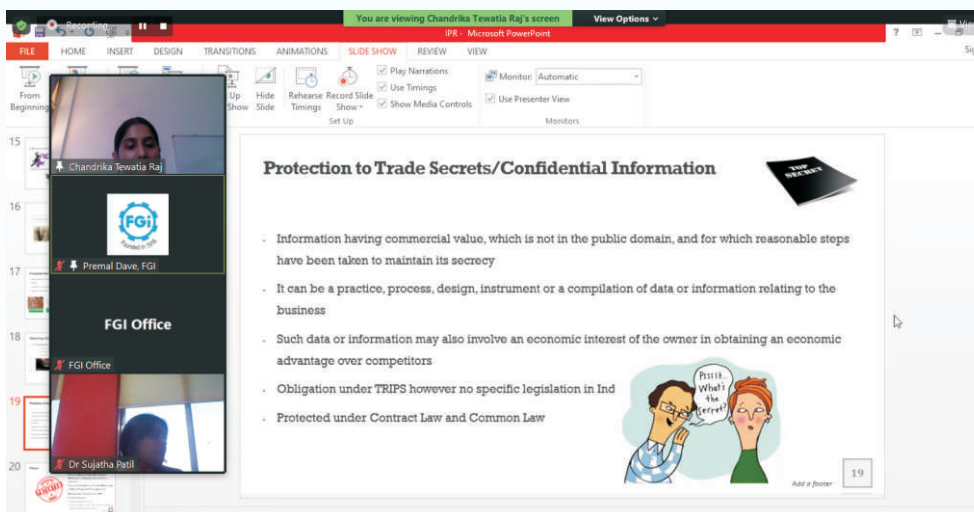 You are viewing Chandrika Tewatia Raj's screen
View Options
Recording
IPR - Microsoft PowerPoint
FILE HOME INSERT DESIGN TRANSITIONS ANIMATIONS SLIDE SHOW REVIEW VIEW
From Beginning
Up Show
Hide Slide
Rehearse Timings
Record Slide Show
Play Narrations
Use Timings
Show Media Controls
Set Up
Monitor: Automatic
Use Presenter View
Monitors
15
16
17
18
19
20
Chandrika Tewatia Raj
FGi
Founded in 1918
Premal Dave, FGI
FGI Office
FGI Office
Dr Sujatha Patil
Protection to Trade Secrets/Confidential Information
TOP
SECRET
Information having commercial value, which is not in the public domain, and for which reasonable steps
have been taken to maintain its secrecy
It can be a practice, process, design, instrument or a compilation of data or information relating to the
business
Such data or information may also involve an economic interest of the owner in obtaining an economic
advantage over competitors
Obligation under TRIPS however no specific legislation in Ind
Protected under Contract Law and Common Law
Psssst..
What's
the
Secret?
Add a footer
19